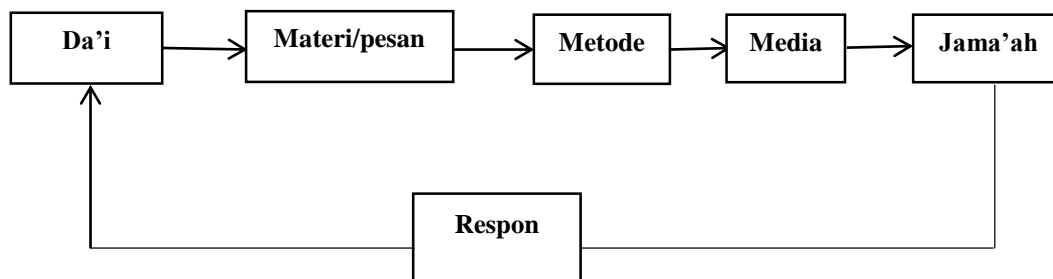 Da’i
Materi/pesan
Metode
Media
Jama’ah
Respon